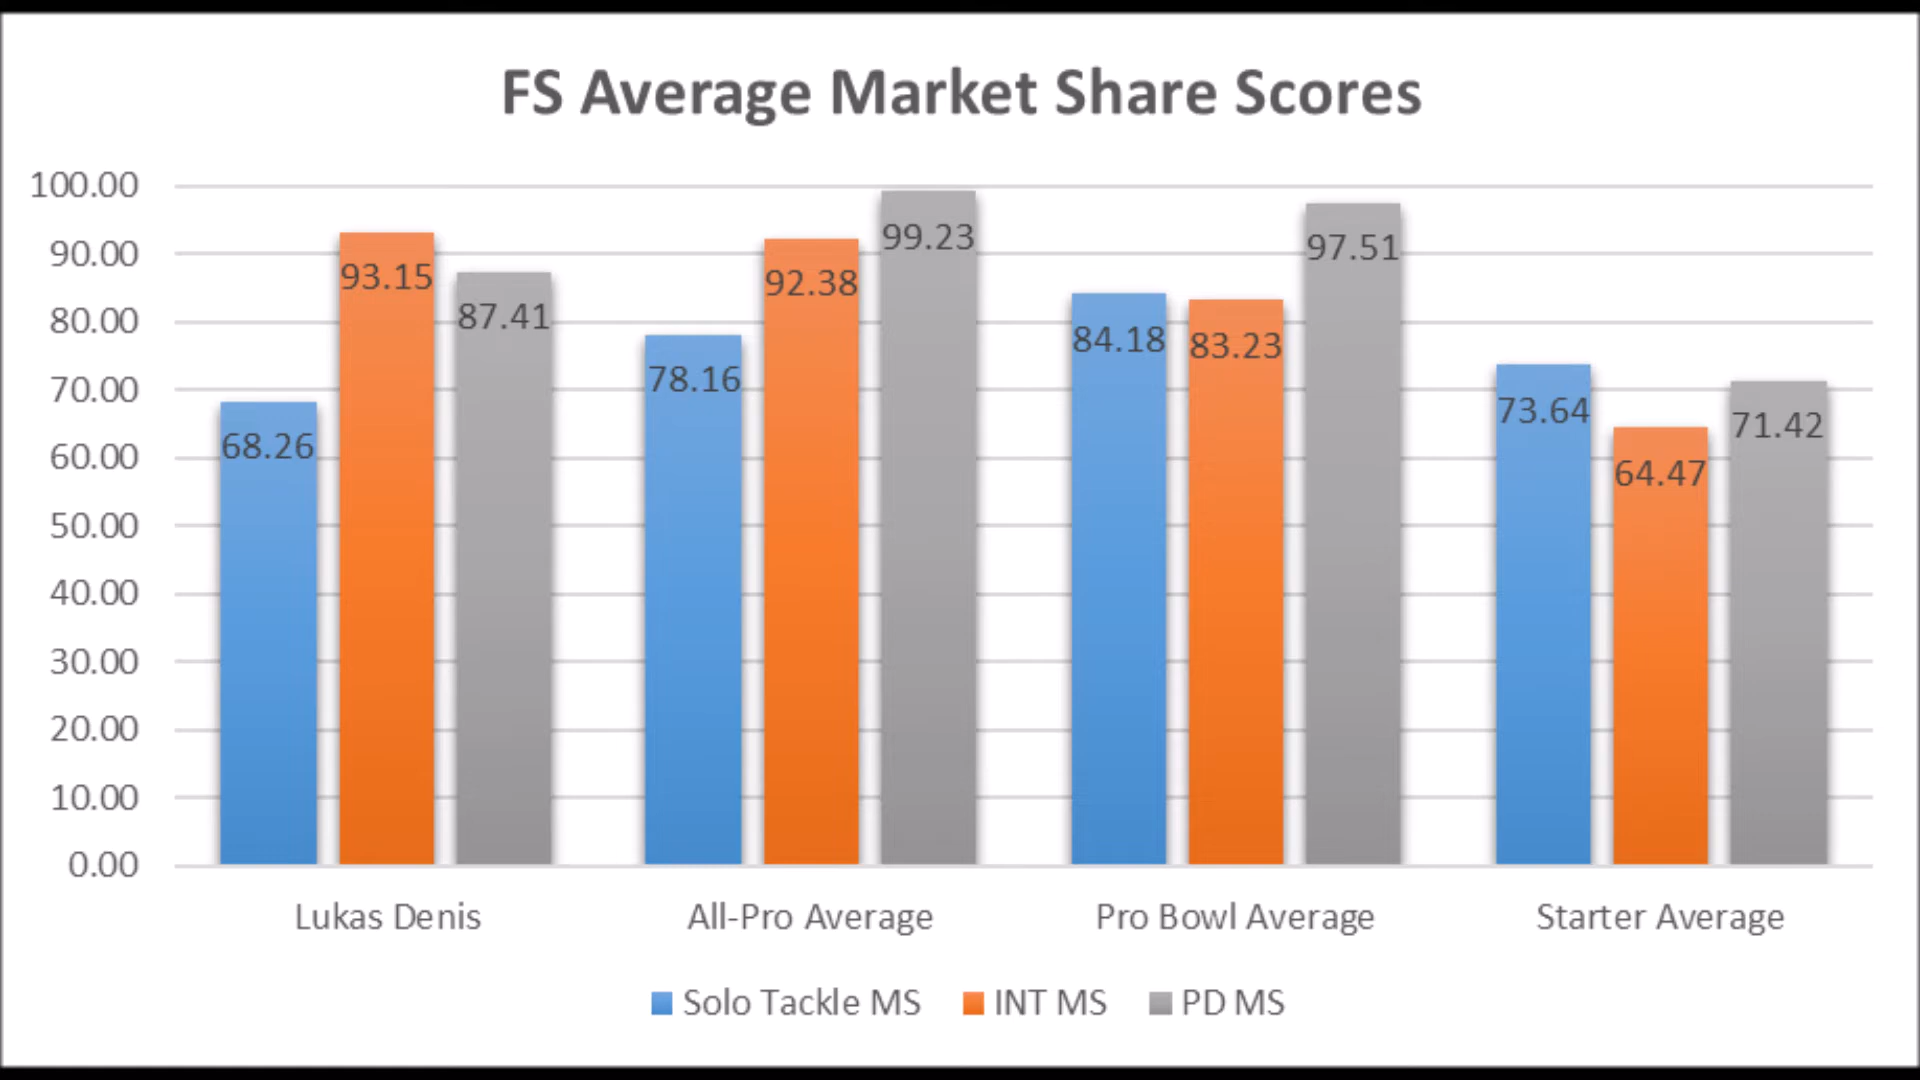 FS Average Market Share Scores
100.00
90.00
80.00
70.00
60.00
50.00
40.00
30.00
20.00
10.00
0.00
68.26
93.15
87.41
78.16
92.38
99.23
84.18
83.23
97.51
73.64
64.47
71.42
Lukas Denis
All-Pro Average
Pro Bowl Average
Starter Average
Solo Tackle MS
INT MS
PD MS